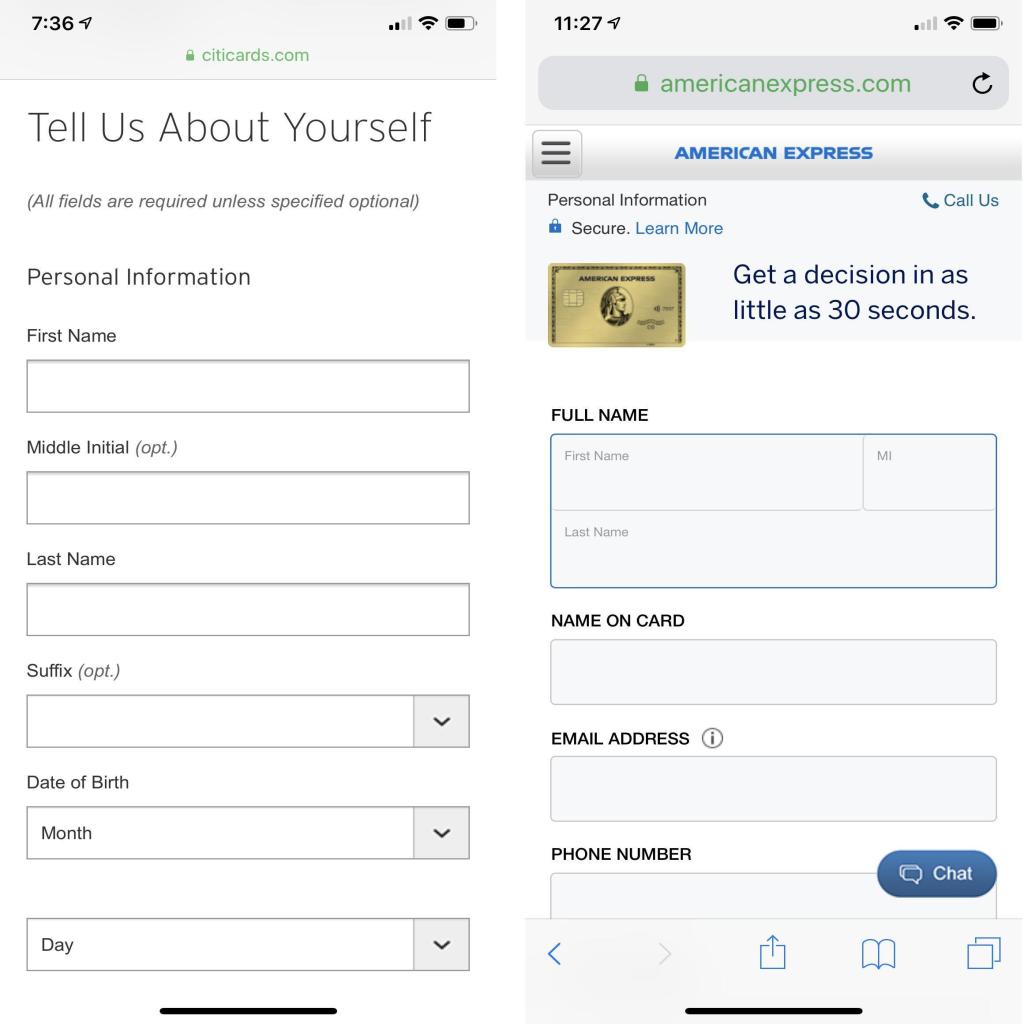 7:36
citicards.com
Tell Us About Yourself
(All fields are required unless specified optional)
Personal Information
First Name
Middle Initial (opt.)
Last Name
Suffix (opt.)
Date of Birth
Month
Day
11:27
americanexpress.com
AMERICAN EXPRESS
Personal Information
Call Us
Secure. Learn More
AMERICAN EXPRESS
Get a decision in as
little as 30 seconds.
FULL NAME
First Name
MI
Last Name
NAME ON CARD
EMAIL ADDRESS
PHONE NUMBER
Chat